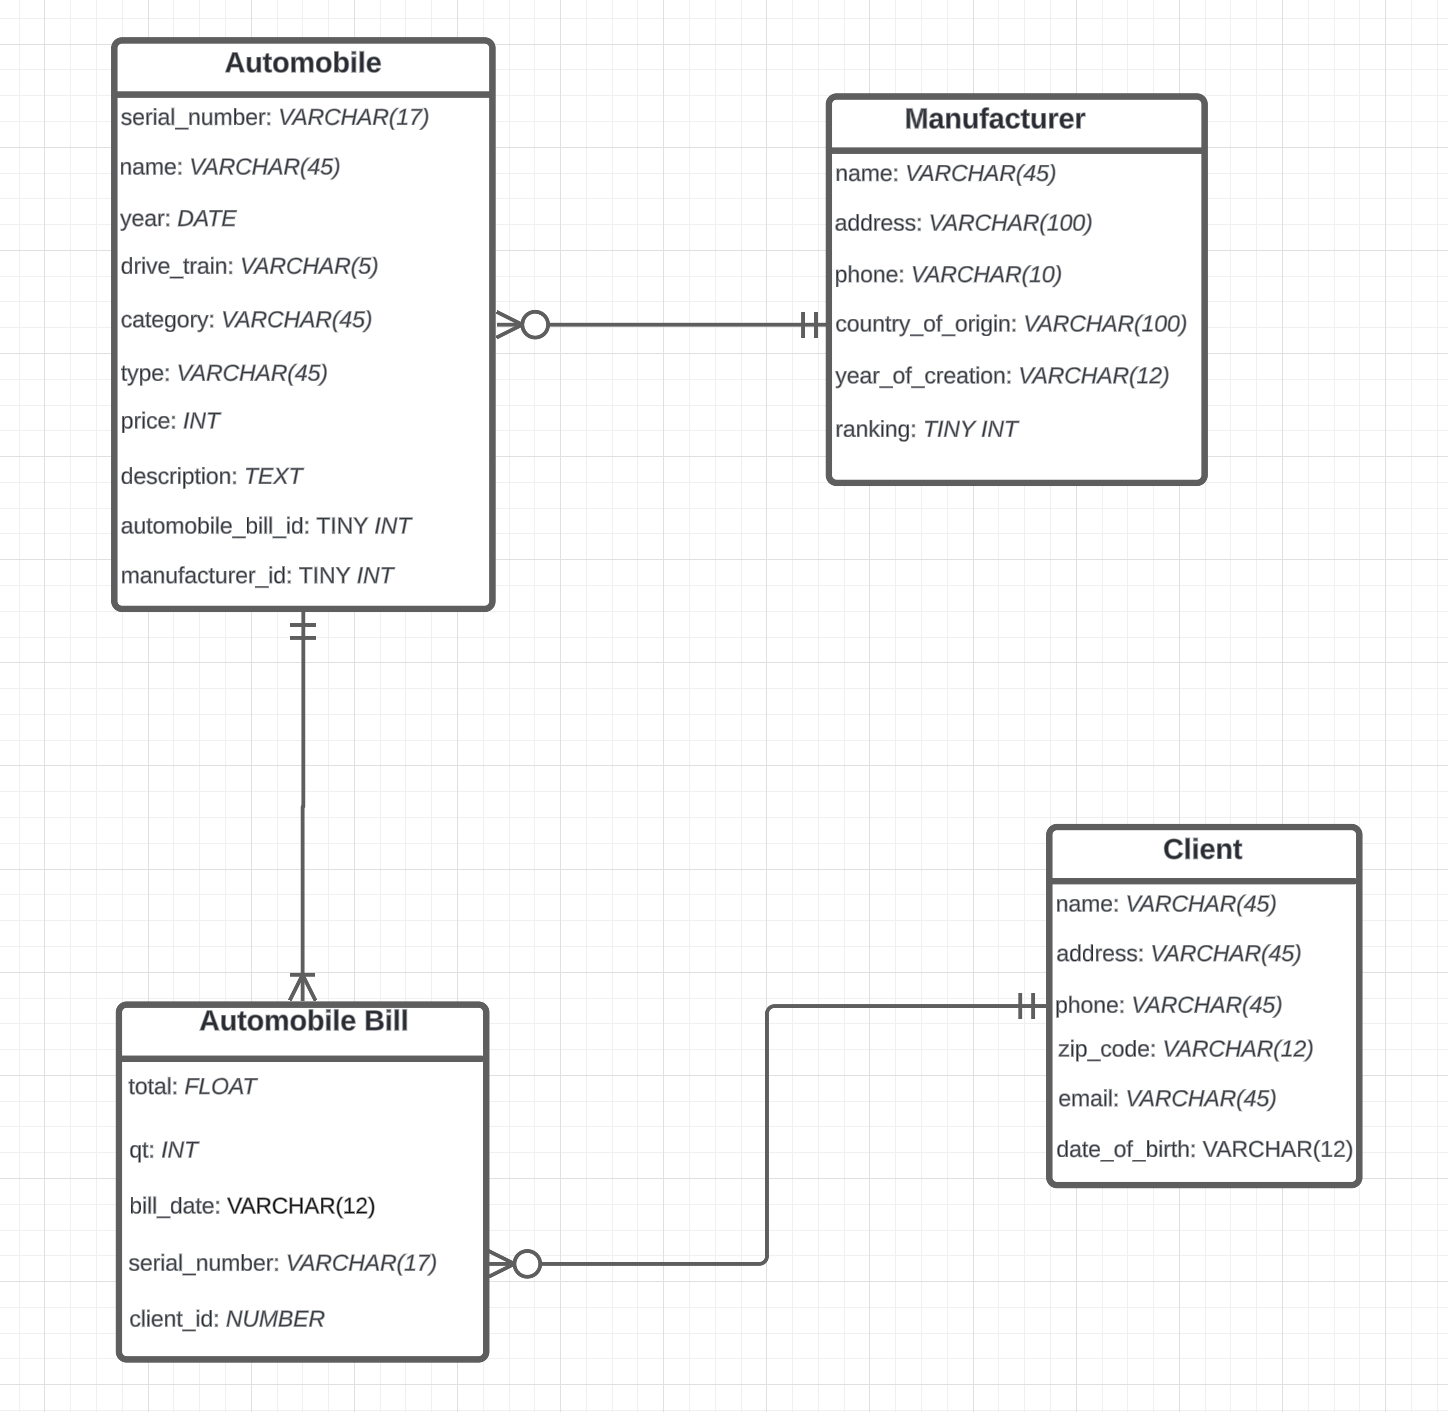 Automobile
serial_number: VARCHAR(17)
name: VARCHAR(45)
year: DATE
drive_train: VARCHAR(5)
category: VARCHAR(45)
type: VARCHAR(45)
price: INT
description: TEXT
automobile_bill_id: TINY INT
manufacturer_id: TINY INT
Manufacturer
name: VARCHAR(45)
address: VARCHAR(100)
phone: VARCHAR(10)
country_of_origin: VARCHAR(100)
year_of_creation: VARCHAR(12)
ranking: TINY INT
Automobile Bill
total: FLOAT
qt: INT
bill_date: VARCHAR(12)
serial_number: VARCHAR(17)
client_id: NUMBER
Client
name: VARCHAR(45)
address: VARCHAR(45)
phone: VARCHAR(45)
zip_code: VARCHAR(12)
email: VARCHAR(45)
date_of_birth: VARCHAR(12)